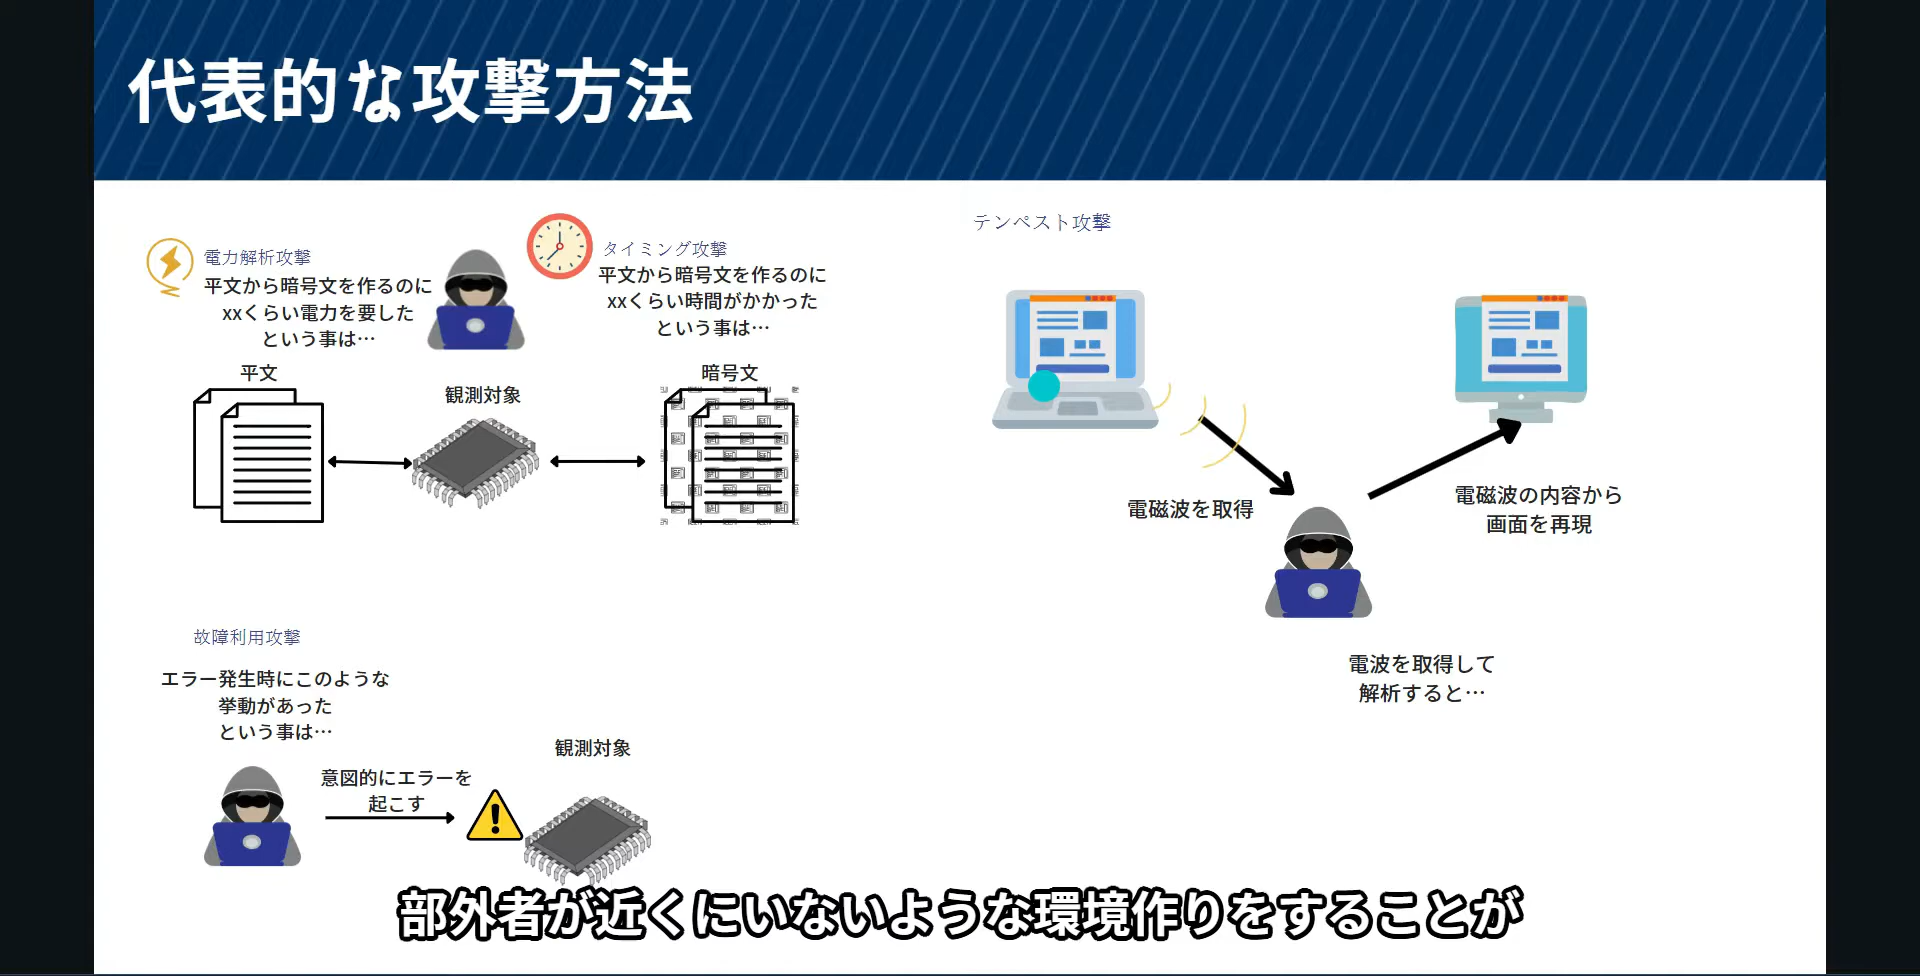 代表的な攻撃方法
電力解析攻撃
平文から暗号文を作るのに
xxくらい電力を要した
という事は…
タイミング攻撃
平文から暗号文を作るのに
xxくらい時間がかかった
という事は…
平文
観測対象
暗号文
故障利用攻撃
エラー発生時にこのような
挙動があった
という事は…
意図的にエラーを
起こす
観測対象
テンペスト攻撃
電磁波を取得
電磁波の内容から
画面を再現
電波を取得して
解析すると…
部外者が近くにいないような環境作りをすることが